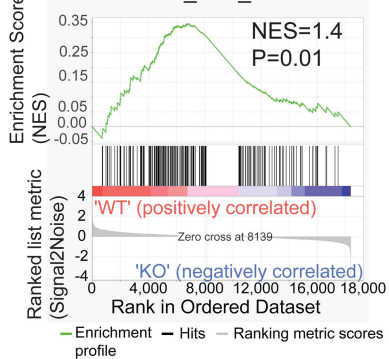 Enrichment Score
(NES)
0.35
0.25
0.15
0.05
0.00
-0.05
NES=1.4
P=0.01
Ranked list metric
(Signal2Noise)
4
2
0
-2
-4
'WT' (positively correlated)
Zero cross at 8139
'KO' (negatively correlated)
0 4,000 8,000 12,000 16,000 18,000
Rank in Ordered Dataset
Enrichment profile
Hits
Ranking metric scores